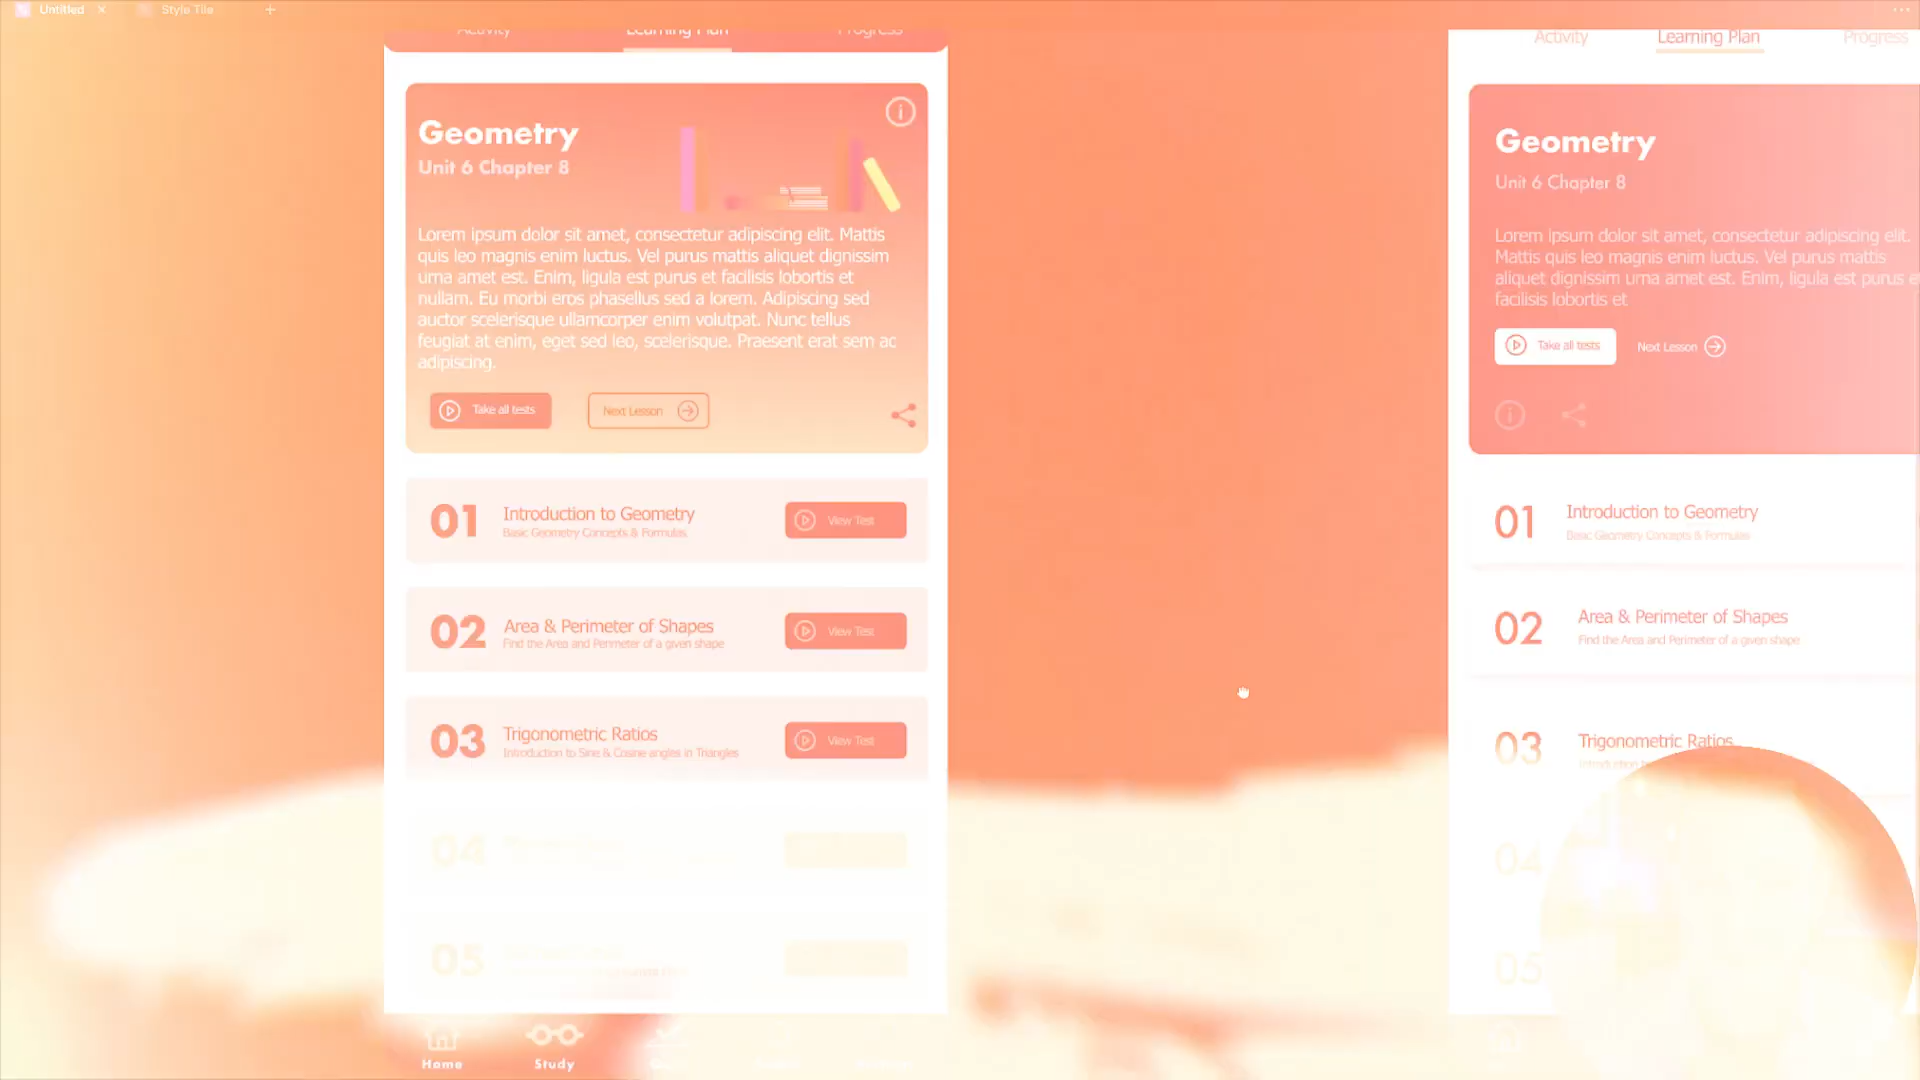 Untitled
Style Tile
Activity
Learning Plan
Progress
Geometry
Unit 6 Chapter 8
Lorem ipsum dolor sit amet, consectetur adipiscing elit. Mattis
quis leo magnis enim luctus. Vel purus mattis aliquet dignissim
urna amet est. Enim, ligula est purus et facilisis lobortis et
nullam. Eu morbi eros phasellus sed a lorem. Adipiscing sed
auctor scelerisque ullamcorper enim volutpat. Nunc tellus
feugiat at enim, eget sed leo, scelerisque. Praesent erat sem ac
adipiscing.
Take all tests
Next Lesson
01
Introduction to Geometry
Basic Geometry Concepts & Formulas
View Test
02
Area & Perimeter of Shapes
Find the Area and Perimeter of a given shape
View Test
03
Trigonometric Ratios
Introduction to Sine & Cosine angles in Triangles
View Test
04
05
Home
Study
Activity
Learning Plan
Progress
Geometry
Unit 6 Chapter 8
Lorem ipsum dolor sit amet, consectetur adipiscing elit.
Mattis quis leo magnis enim luctus. Vel purus mattis
aliquet dignissim urna amet est. Enim, ligula est purus et
facilisis lobortis et
Take all tests
Next Lesson
01
Introduction to Geometry
Basic Geometry Concepts & Formulas
02
Area & Perimeter of Shapes
Find the Area and Perimeter of a given shape
03
Trigonometric Ratios
Introduction
04
05